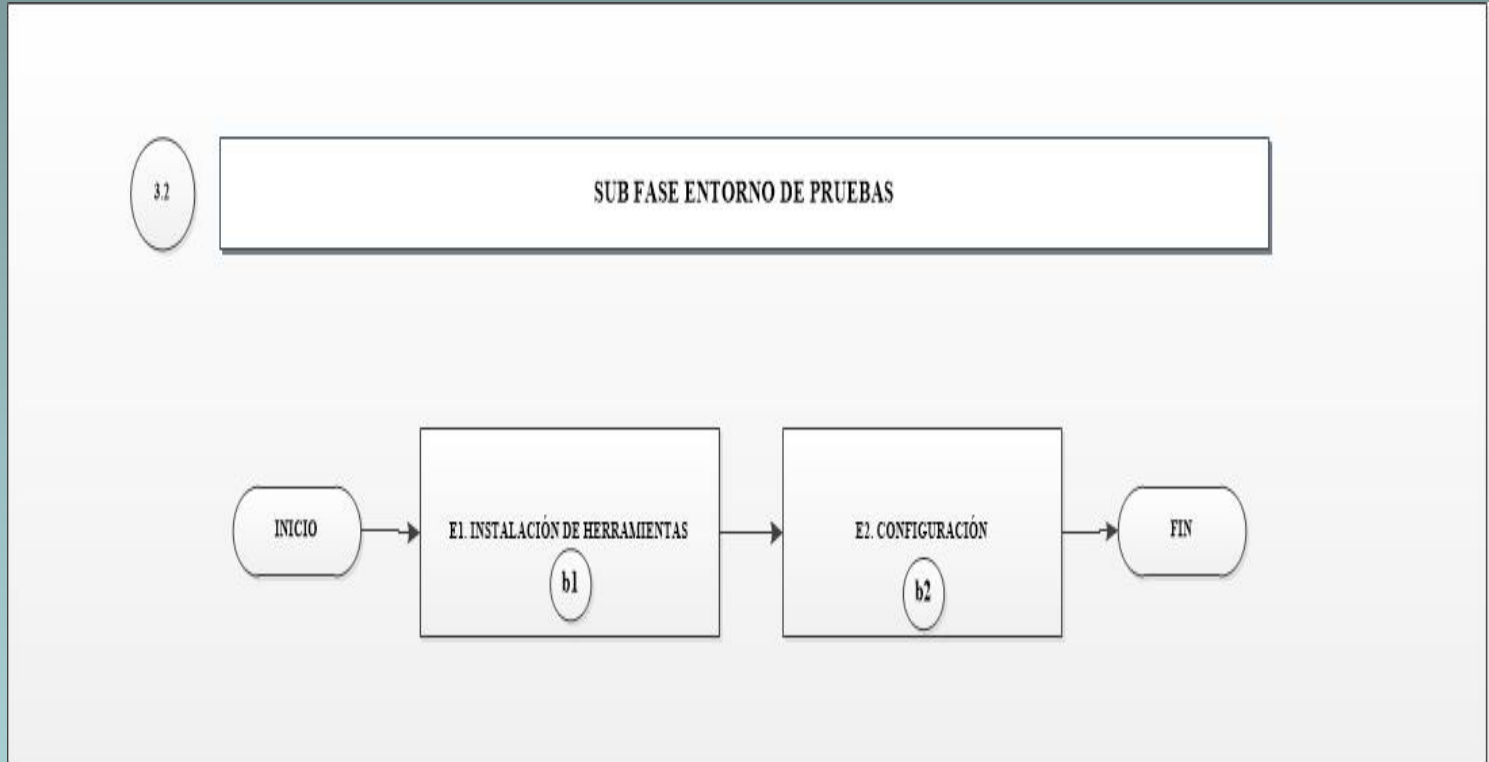 3.2
SUB FASE ENTORNO DE PRUEBAS
INICIO
E1. INSTALACIÓN DE HERRAMIENTAS
b1
E2. CONFIGURACIÓN
b2
FIN